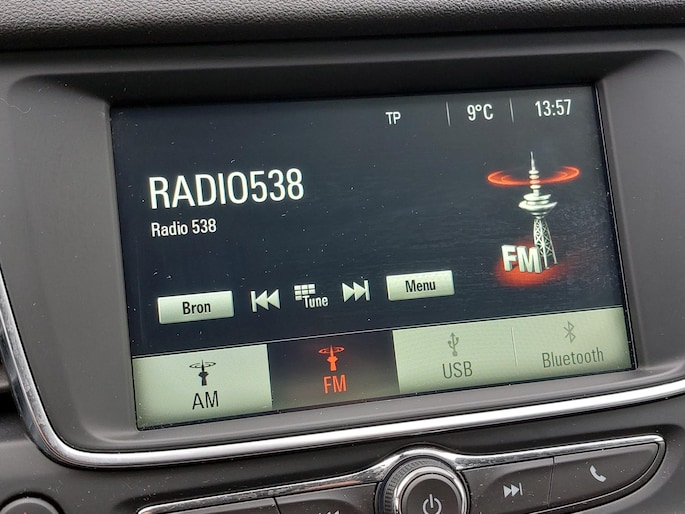 TP 9°C 13:57
RADIO538
Radio 538
FM
Bron Tune Menu
AM FM USB Bluetooth